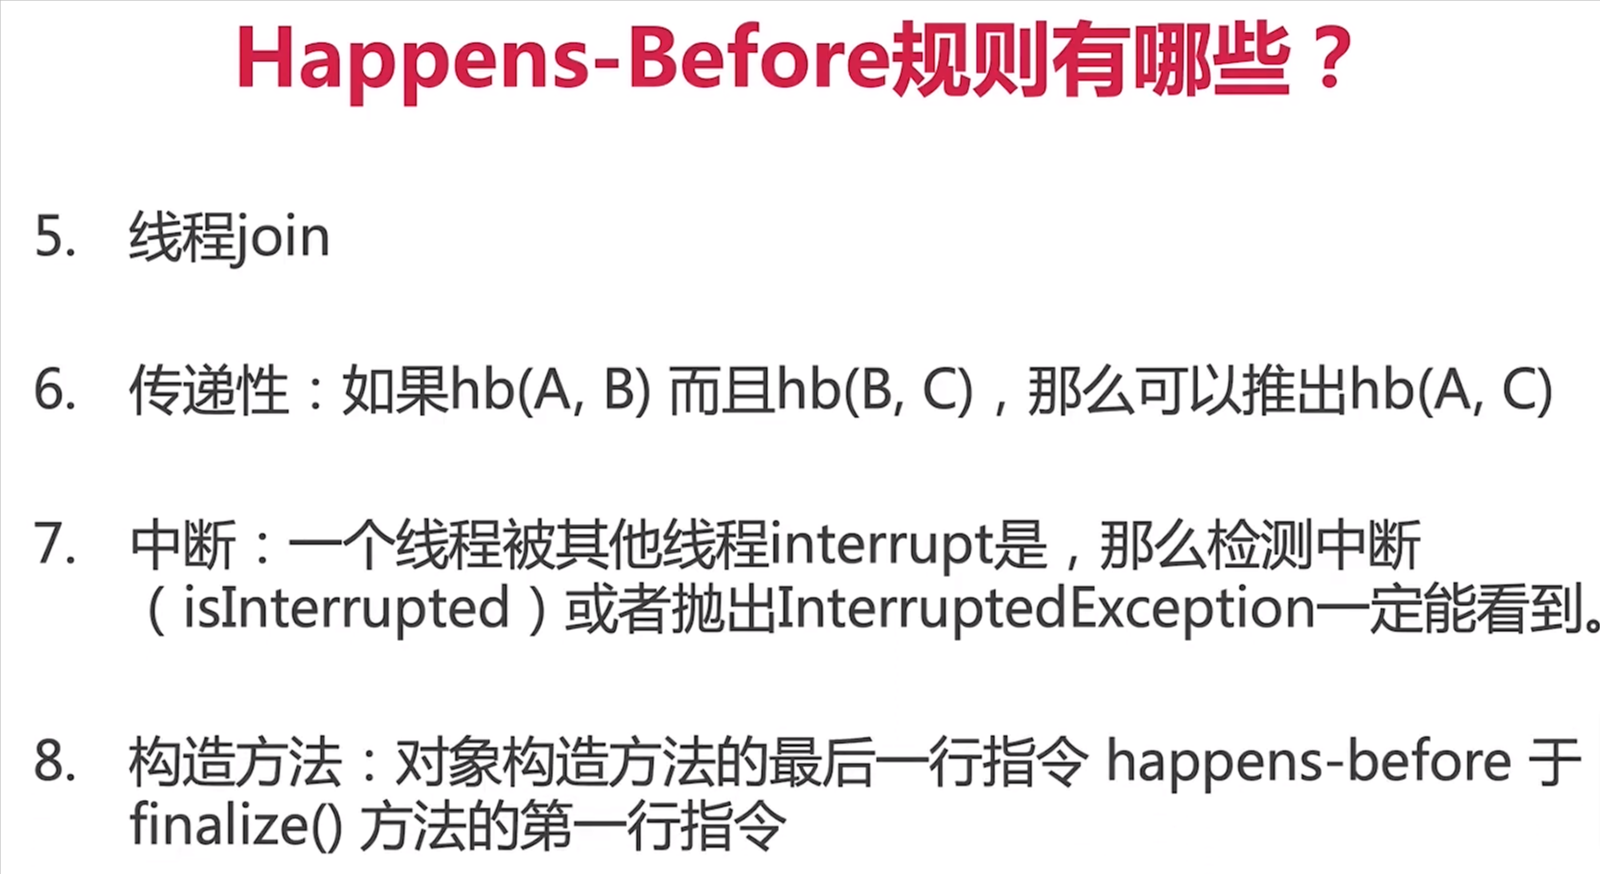 Happens-Before规则有哪些？
5. 线程join
6. 传递性：如果hb(A, B) 而且hb(B, C)，那么可以推出hb(A, C)
7. 中断：一个线程被其他线程interrupt是，那么检测中断
（isInterrupted）或者抛出InterruptedException一定能看到。
8. 构造方法：对象构造方法的最后一行指令 happens-before 于
finalize() 方法的第一行指令